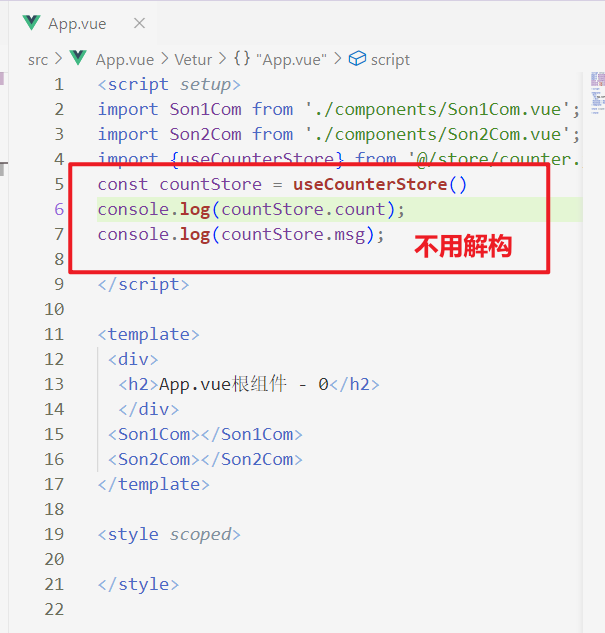 App.vue
src > App.vue > Vetur > {} "App.vue" > script
1 <script setup>
2 import Son1Com from './components/Son1Com.vue';
3 import Son2Com from './components/Son2Com.vue';
4 import {useCounterStore} from '@/store/counter.
5 const countStore = useCounterStore()
6 console.log(countStore.count);
7 console.log(countStore.msg);
不用解构
8
9 </script>
10
11 <template>
12 <div>
13 <h2>App.vue根组件 - 0</h2>
14 </div>
15 <Son1Com></Son1Com>
16 <Son2Com></Son2Com>
17 </template>
18
19 <style scoped>
20
21 </style>
22